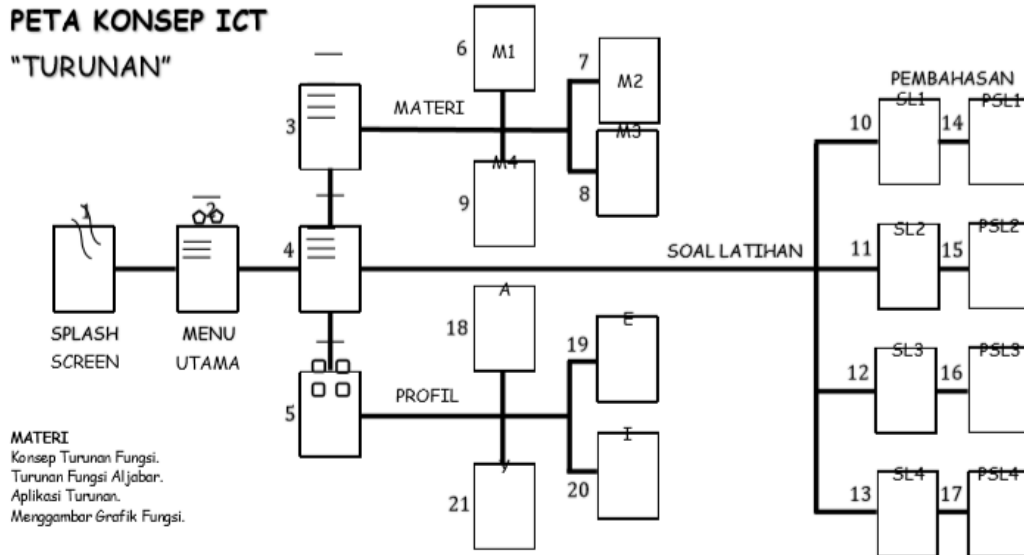 PETA KONSEP ICT
"TURUNAN"
6
M1
7
M2
PEMBAHASAN
MATERI
3
SL1
PSL1
10
14
M3
M4
8
9
1
2
4
SOAL LATIHAN
SL2
PSL2
11
15
A
18
SPLASH
SCREEN
MENU
UTAMA
E
19
SL3
PSL3
12
16
5
PROFIL
I
MATERI
Konsep Turunan Fungsi.
Turunan Fungsi Aljabar.
Aplikasi Turunan.
Menggambar Grafik Fungsi.
Y
20
21
SL4
PSL4
13
17